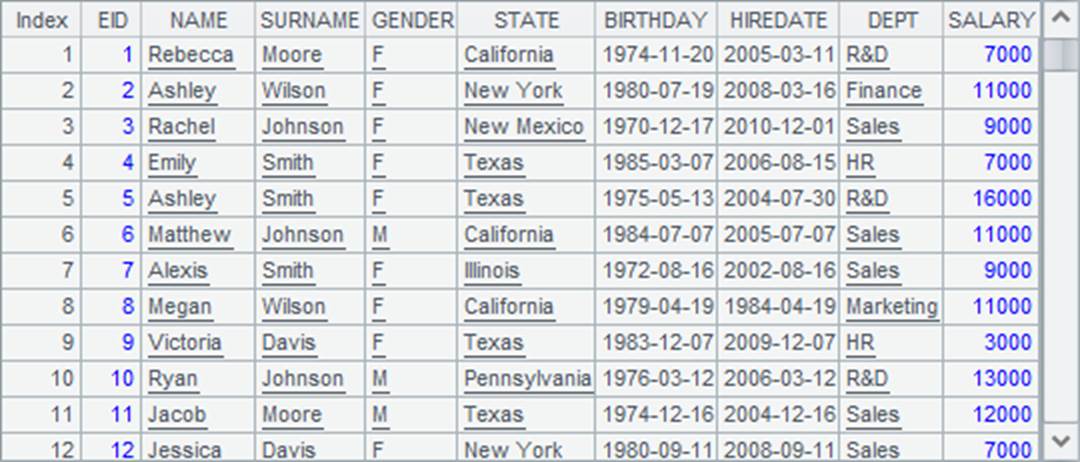 Index EID NAME SURNAME GENDER STATE BIRTHDAY HIREDATE DEPT SALARY
1 1 Rebecca Moore F California 1974-11-20 2005-03-11 R&D 7000
2 2 Ashley Wilson F New York 1980-07-19 2008-03-16 Finance 11000
3 3 Rachel Johnson F New Mexico 1970-12-17 2010-12-01 Sales 9000
4 4 Emily Smith F Texas 1985-03-07 2006-08-15 HR 7000
5 5 Ashley Smith F Texas 1975-05-13 2004-07-30 R&D 16000
6 6 Matthew Johnson M California 1984-07-07 2005-07-07 Sales 11000
7 7 Alexis Smith F Illinois 1972-08-16 2002-08-16 Sales 9000
8 8 Megan Wilson F California 1979-04-19 1984-04-19 Marketing 11000
9 9 Victoria Davis F Texas 1983-12-07 2009-12-07 HR 3000
10 10 Ryan Johnson M Pennsylvania 1976-03-12 2006-03-12 R&D 13000
11 11 Jacob Moore M Texas 1974-12-16 2004-12-16 Sales 12000
12 12 Jessica Davis F New York 1980-09-11 2008-09-11 Sales 7000